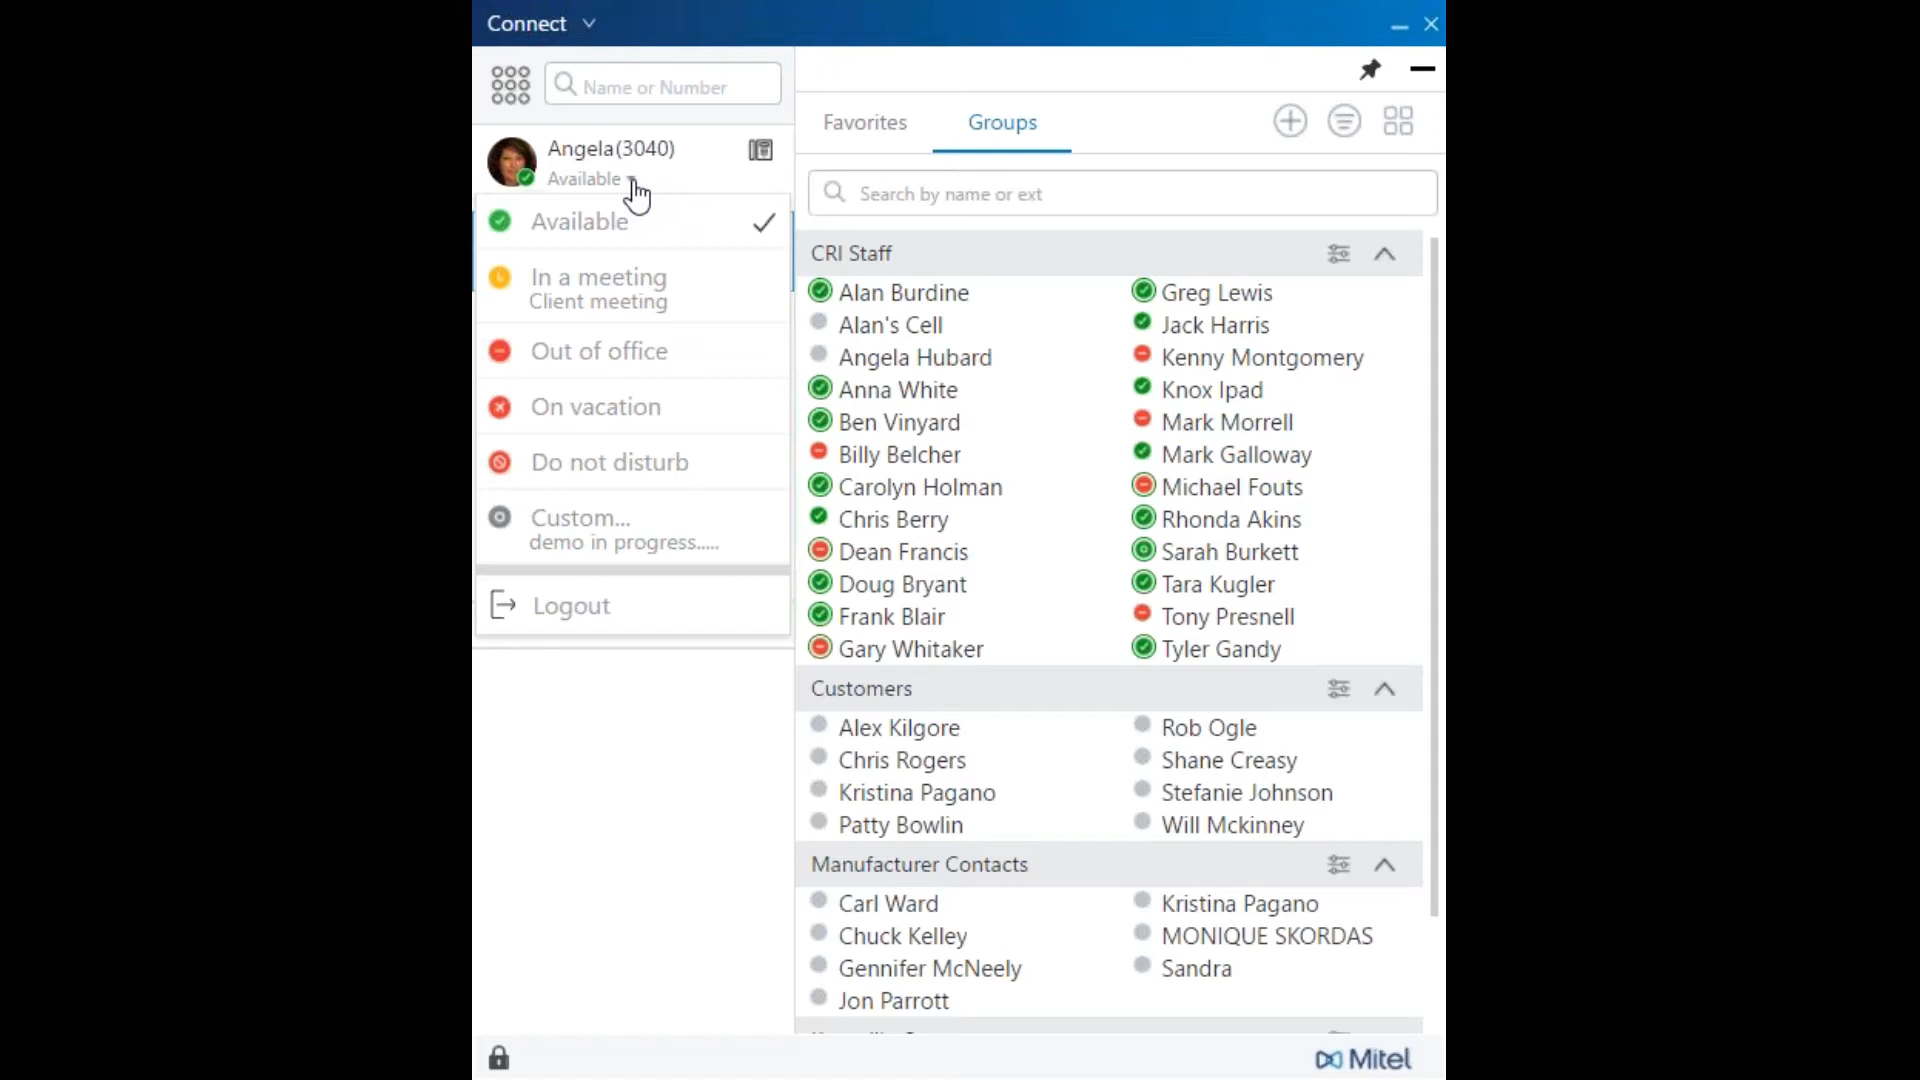 Connect
Name or Number
Angela(3040)
Available
Available
In a meeting
Client meeting
Out of office
On vacation
Do not disturb
Custom...
demo in progress.....
Logout
Favorites
Groups
Search by name or ext
CRI Staff
Alan Burdine
Alan's Cell
Angela Hubard
Anna White
Ben Vinyard
Billy Belcher
Carolyn Holman
Chris Berry
Dean Francis
Doug Bryant
Frank Blair
Gary Whitaker
Greg Lewis
Jack Harris
Kenny Montgomery
Knox Ipad
Mark Morrell
Mark Galloway
Michael Fouts
Rhonda Akins
Sarah Burkett
Tara Kugler
Tony Presnell
Tyler Gandy
Customers
Alex Kilgore
Chris Rogers
Kristina Pagano
Patty Bowlin
Rob Ogle
Shane Creasy
Stefanie Johnson
Will Mckinney
Manufacturer Contacts
Carl Ward
Chuck Kelley
Gennifer McNeely
Jon Parrott
Kristina Pagano
MONIQUE SKORDAS
Sandra
Mitel